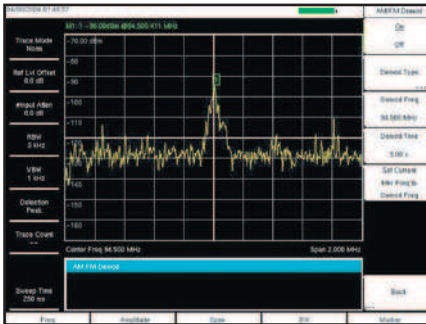 M1: 1
AM/FM Demod
On
Off
Trace Mode
None
Ref Lvl Offset
0.0 dB
#Input Atten
0.0 dB
RBW
3 kHz
VBW
1 kHz
Detection
Peak
Trace Count
--
Sweep Time
250 ms
-70.00 dBm
-80
-90
-100
-110
-120
-130
-140
-150
-160
Center Freq 94.500 MHz
Span 2.000 MHz
AM FM Demod
Demod Type
Demod Freq
94.500 MHz
Demod Time
5.00 s
Set Current
Mkr Freq to
Demod Freq
Back
Freq
Amplitude
Span
BW
Marker